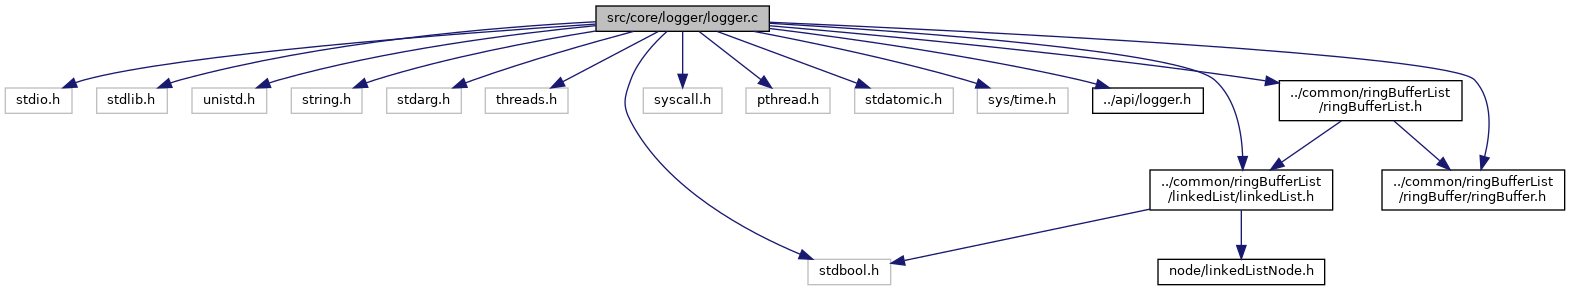 src/core/logger/logger.c
stdio.h
stdlib.h
unistd.h
string.h
stdarg.h
threads.h
syscall.h
pthread.h
stdatomic.h
sys/time.h
../api/logger.h
../common/ringBufferList
/ringBufferList.h
../common/ringBufferList
/linkedList/linkedList.h
../common/ringBufferList
/ringBuffer/ringBuffer.h
stdbool.h
node/linkedListNode.h